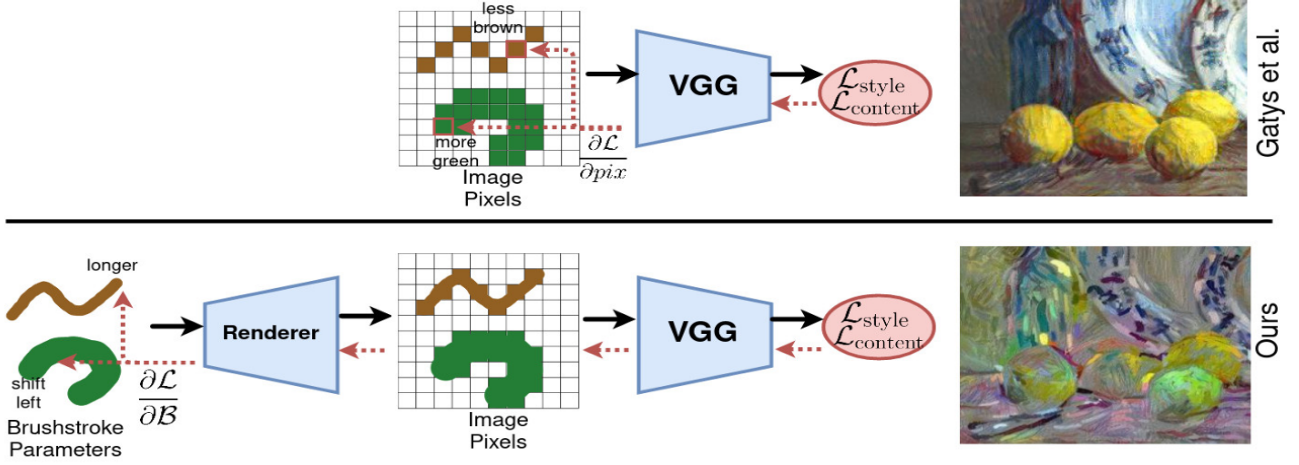 less
brown
more
green
Image
Pixels
∂ℒ
∂pix
VGG
ℒstyle
ℒcontent
Gatys et al.
longer
shift
left
Brushstroke
Parameters
∂ℒ
∂ℬ
Renderer
Image
Pixels
VGG
ℒstyle
ℒcontent
Ours